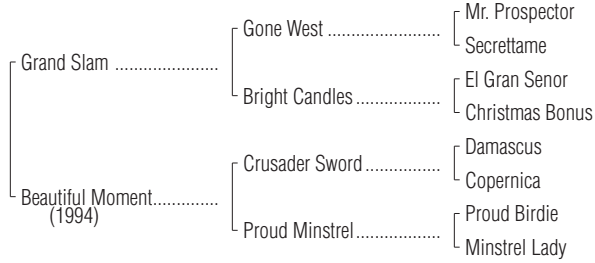 Mr. Prospector
Gone West ........................
Secrettame
Grand Slam ......................
El Gran Senor
Bright Candles ..................
Christmas Bonus
Damascus
Crusader Sword ................
Copernica
Beautiful Moment..............
(1994)
Proud Birdie
Proud Minstrel ..................
Minstrel Lady